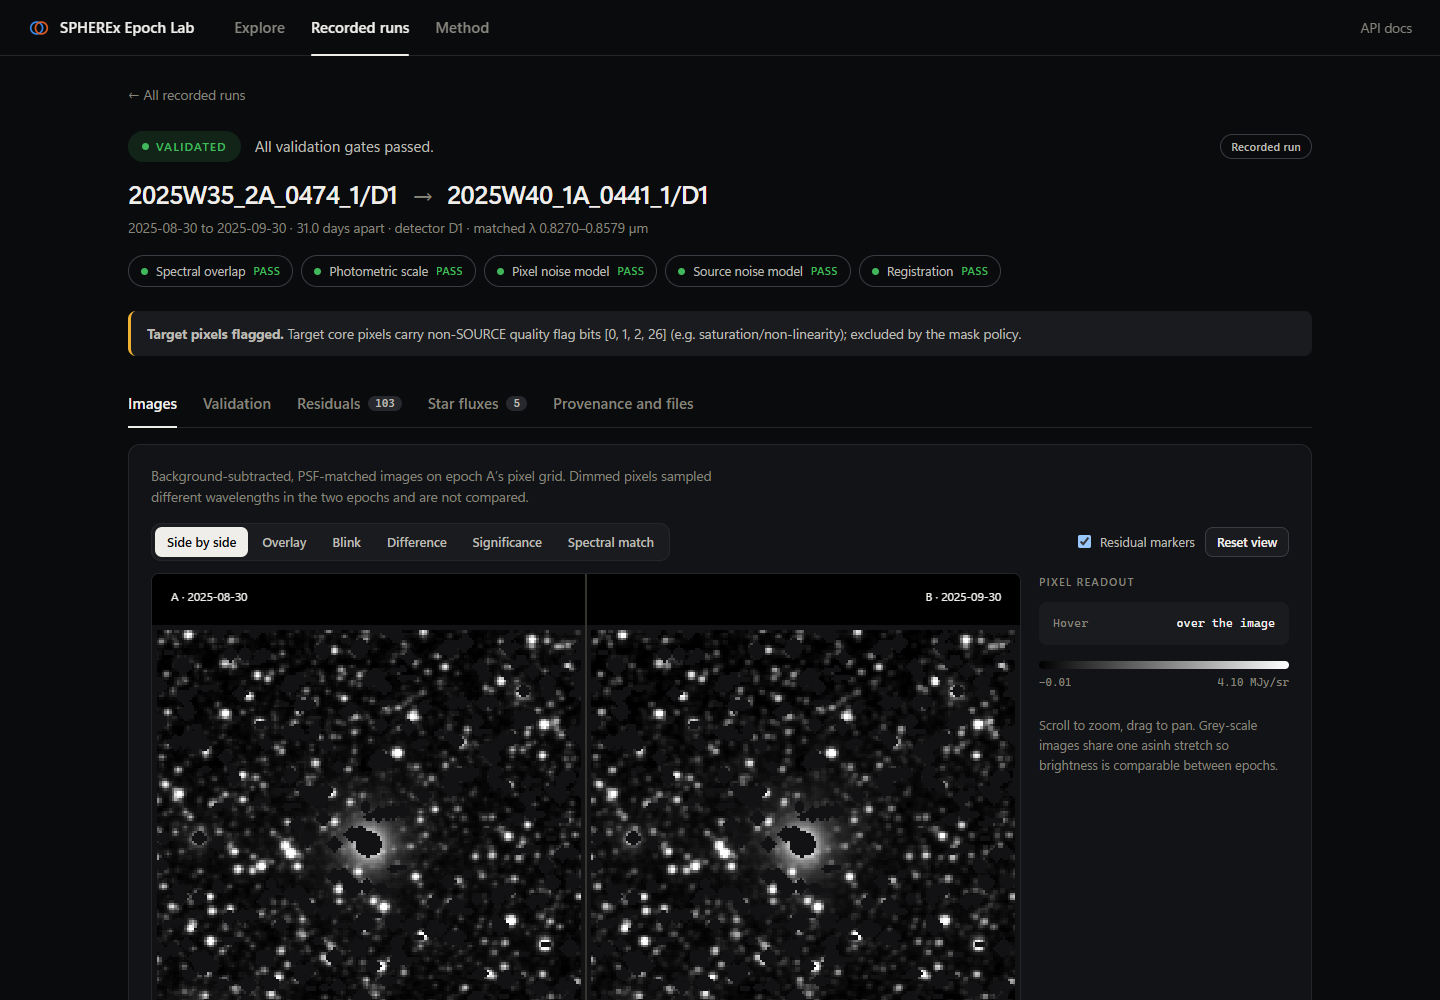 SPHEREx Epoch Lab
Explore
Recorded runs
Method
API docs
← All recorded runs
VALIDATED
All validation gates passed.
Recorded run
2025W35_2A_0474_1/D1 → 2025W40_1A_0441_1/D1
2025-08-30 to 2025-09-30 · 31.0 days apart · detector D1 · matched λ 0.8270–0.8579 µm
Spectral overlap PASS
Photometric scale PASS
Pixel noise model PASS
Source noise model PASS
Registration PASS
Target pixels flagged. Target core pixels carry non-SOURCE quality flag bits [0, 1, 2, 26] (e.g. saturation/non-linearity); excluded by the mask policy.
Images
Validation
Residuals 103
Star fluxes 5
Provenance and files
Background-subtracted, PSF-matched images on epoch A's pixel grid. Dimmed pixels sampled
different wavelengths in the two epochs and are not compared.
Side by side
Overlay
Blink
Difference
Significance
Spectral match
Residual markers
Reset view
A · 2025-08-30
B · 2025-09-30
PIXEL READOUT
Hover over the image
−0.01 4.10 MJy/sr
Scroll to zoom, drag to pan. Grey-scale
images share one asinh stretch so
brightness is comparable between epochs.